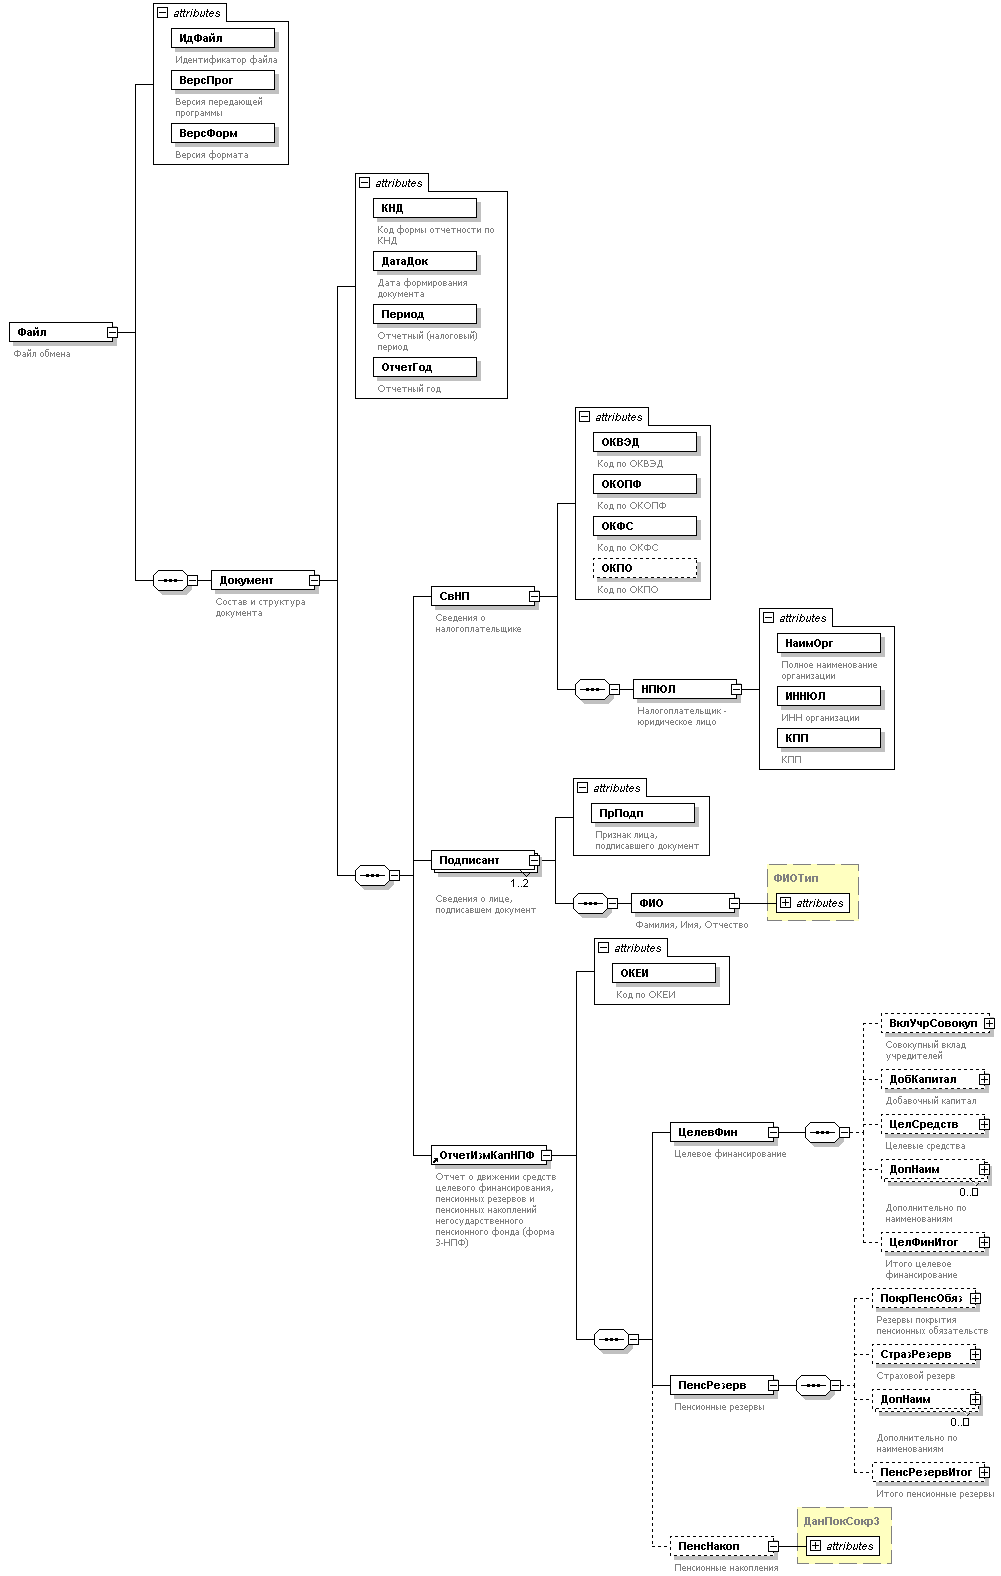 attributes
ИдФайл
Идентификатор файла
ВерсПрог
Версия передающей
программы
ВерсФорм
Версия формата
attributes
КНД
Код формы отчетности по
КНД
ДатаДок
Дата формирования
документа
Период
Отчетный (налоговый)
период
ОтчетГод
Отчетный год
Файл
Файл обмена
Документ
Состав и структура
документа
attributes
ОКВЭД
Код по ОКВЭД
ОКОПФ
Код по ОКОПФ
ОКФС
Код по ОКФС
ОКПО
Код по ОКПО
СвНП
Сведения о
налогоплательщике
НПЮЛ
Налогоплательщик -
юридическое лицо
attributes
НаимОрг
Полное наименование
организации
ИННЮЛ
ИНН организации
КПП
КПП
attributes
ПрПодп
Признак лица,
подписавшего документ
Подписант
1..2
Сведения о лице,
подписавшем документ
ФИО
Фамилия, Имя, Отчество
ФИОТип
attributes
attributes
ОКЕИ
Код по ОКЕИ
ОтчетИзмКапНПФ
Отчет о движении средств
целевого финансирования,
пенсионных резервов и
пенсионных накоплений
негосударственного
пенсионного фонда (форма
3-НПФ)
ЦелевФин
Целевое финансирование
ВклУчрСовокуп
Совокупный вклад
учредителей
ДобКапитал
Добавочный капитал
ЦелСредств
Целевые средства
ДопНаим
0..
Дополнительно по
наименованиям
ЦелФинИтог
Итого целевое
финансирование
ПенсРезерв
Пенсионные резервы
ПокрПенсОбяз
Резервы покрытия
пенсионных обязательств
СтразРезерв
Страховой резерв
ДопНаим
0..
Дополнительно по
наименованиям
ПенсРезервИтог
Итого пенсионные резервы
ПенсНакоп
Пенсионные накопления
ДанПокСокр3
attributes